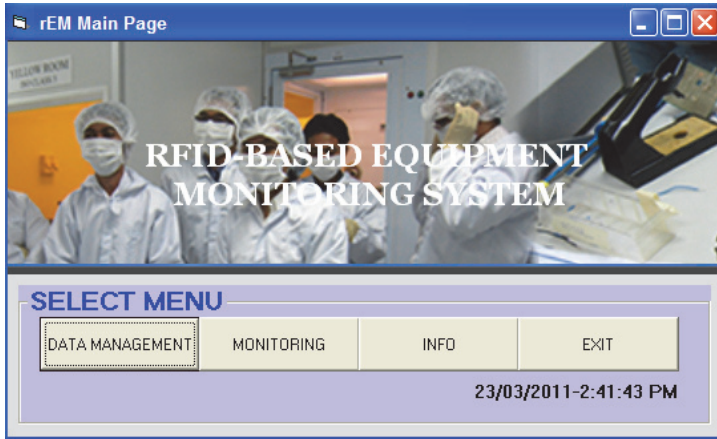 rEM Main Page
YELLOW ROOM
RFID-BASED EQUIPMENT
MONITORING SYSTEM
SELECT MENU
DATA MANAGEMENT
MONITORING
INFO
EXIT
23/03/2011-2:41:43 PM